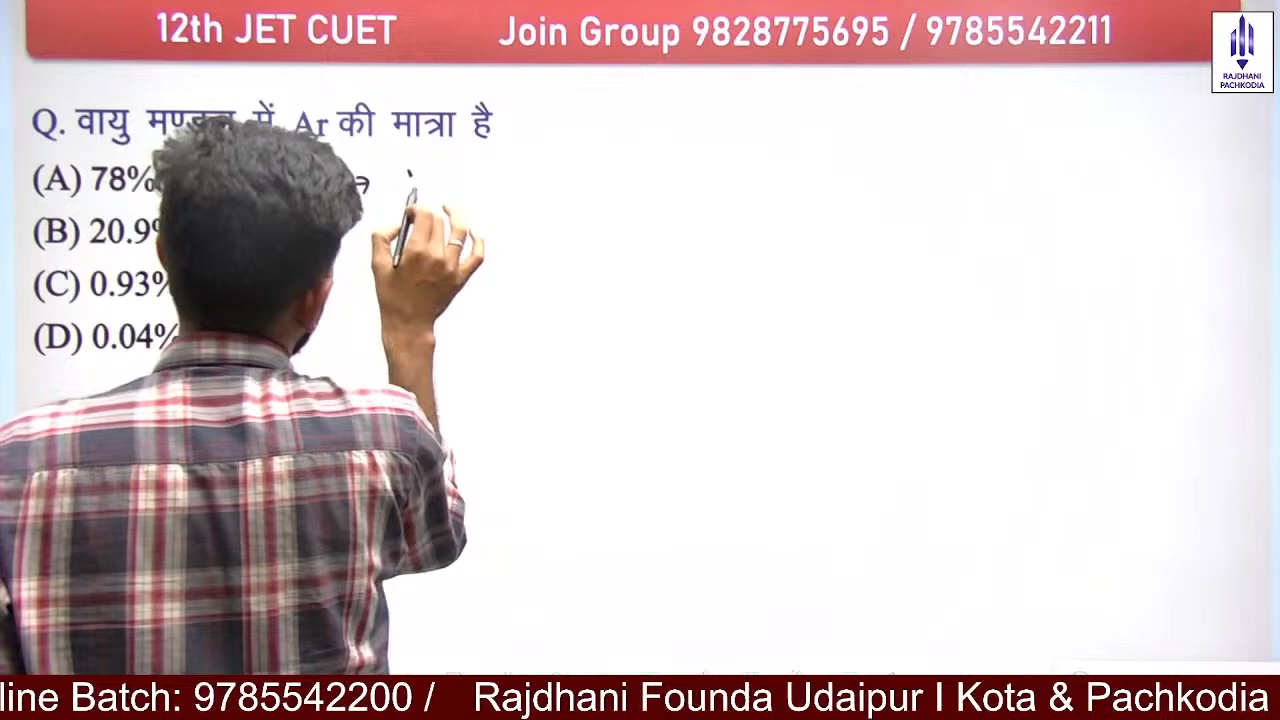 12th JET CUET Join Group 9828775695 / 9785542211
RAJDHANI
PACHKODIA
Q. वायु में Ar की मात्रा है
(A) 78%
(B) 20.9%
(C) 0.93%
(D) 0.04%
line Batch: 9785542200 / Rajdhani Founda Udaipur I Kota & Pachkodia